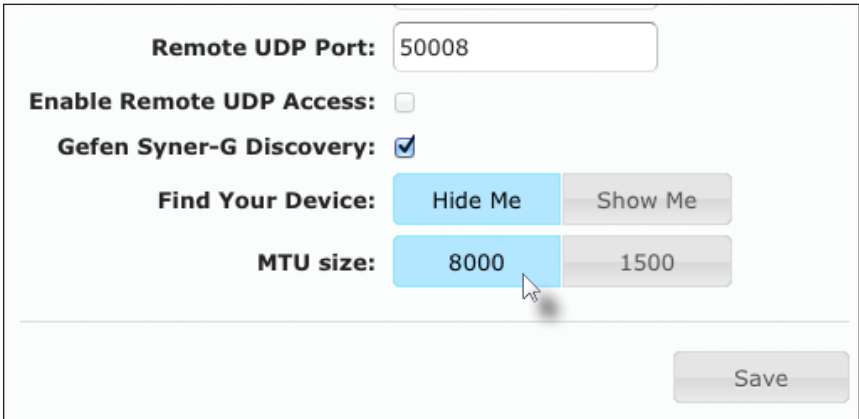 Remote UDP Port: 50008
Enable Remote UDP Access:
Gefen Syner-G Discovery:
Find Your Device: Hide Me Show Me
MTU size: 8000 1500
Save